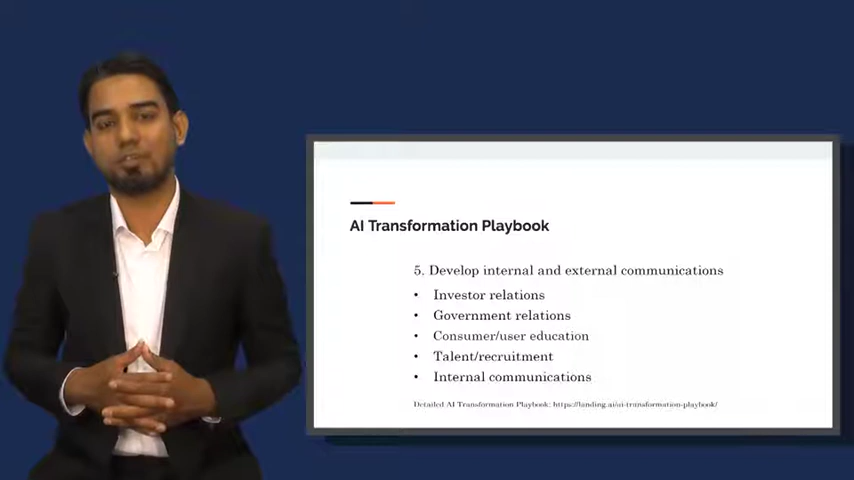 AI Transformation Playbook
5. Develop internal and external communications
• Investor relations
• Government relations
• Consumer/user education
• Talent/recruitment
• Internal communications
Detailed AI Transformation Playbook: https://landing.ai/ai-transformation-playbook/